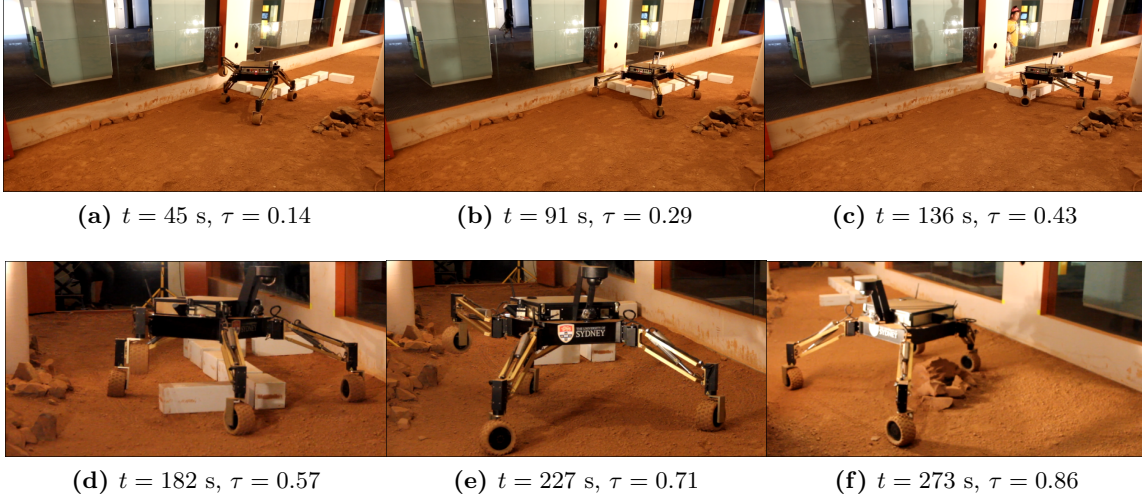 (a) t = 45 s, τ = 0.14
(b) t = 91 s, τ = 0.29
(c) t = 136 s, τ = 0.43
SYDNEY
SYDNEY
(d) t = 182 s, τ = 0.57
(e) t = 227 s, τ = 0.71
(f) t = 273 s, τ = 0.86